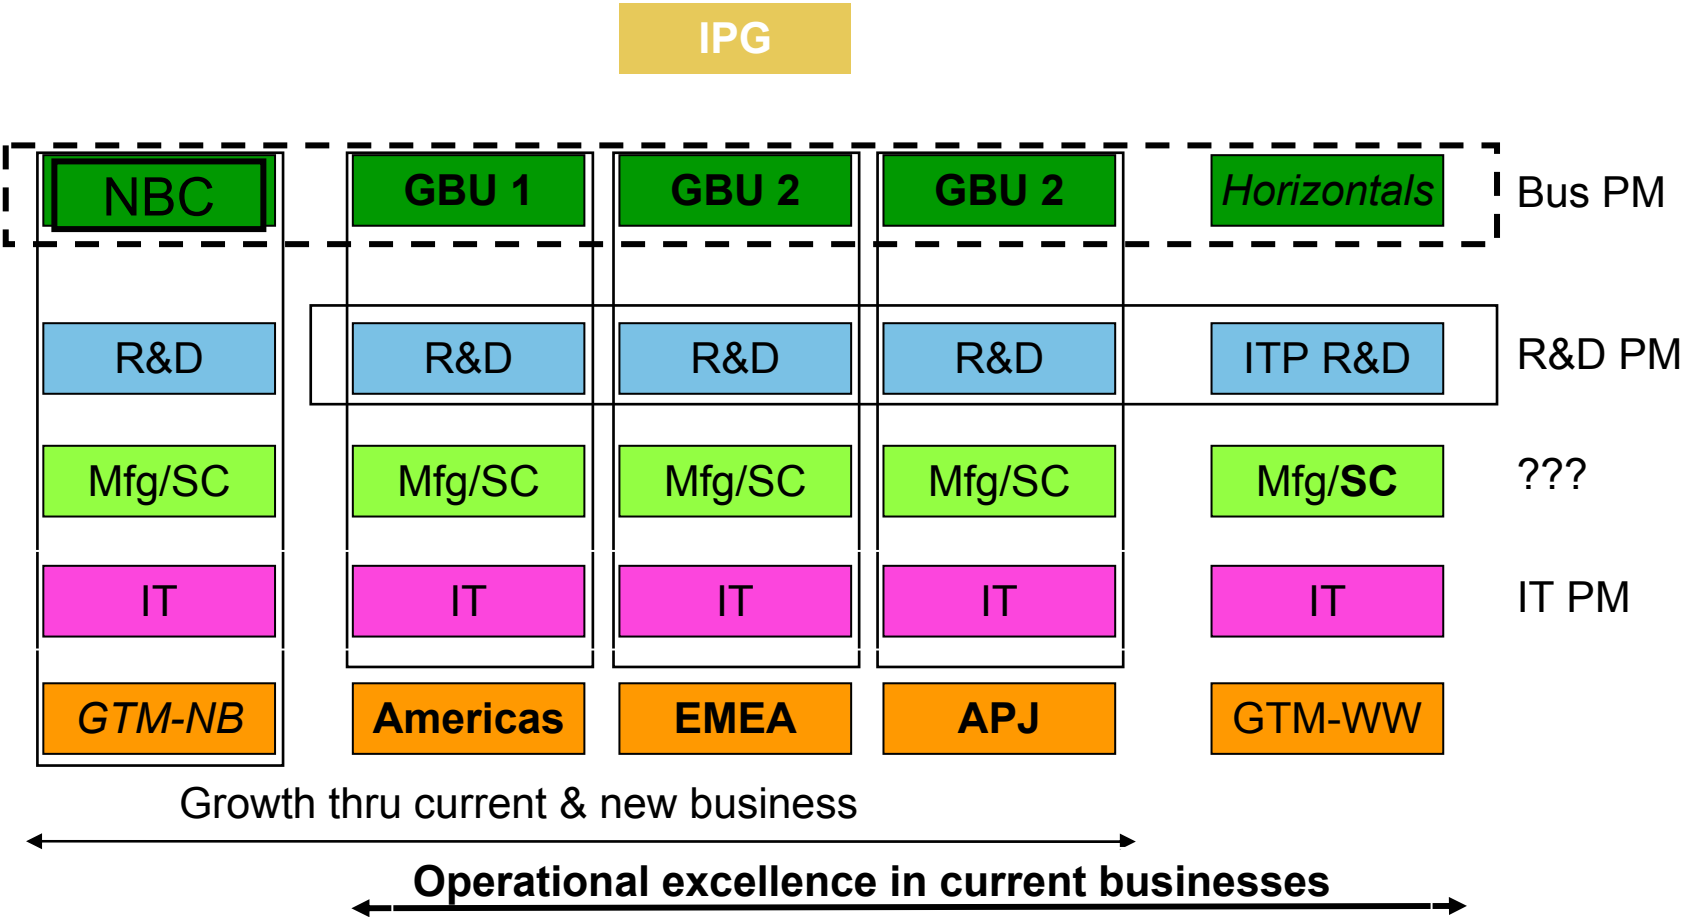 IPG
NBC
GBU 1
GBU 2
GBU 2
Horizontals
Bus PM
R&D
R&D
R&D
R&D
ITP R&D
R&D PM
Mfg/SC
Mfg/SC
Mfg/SC
Mfg/SC
Mfg/SC
???
IT
IT
IT
IT
IT
IT PM
GTM-NB
Americas
EMEA
APJ
GTM-WW
Growth thru current & new business
Operational excellence in current businesses